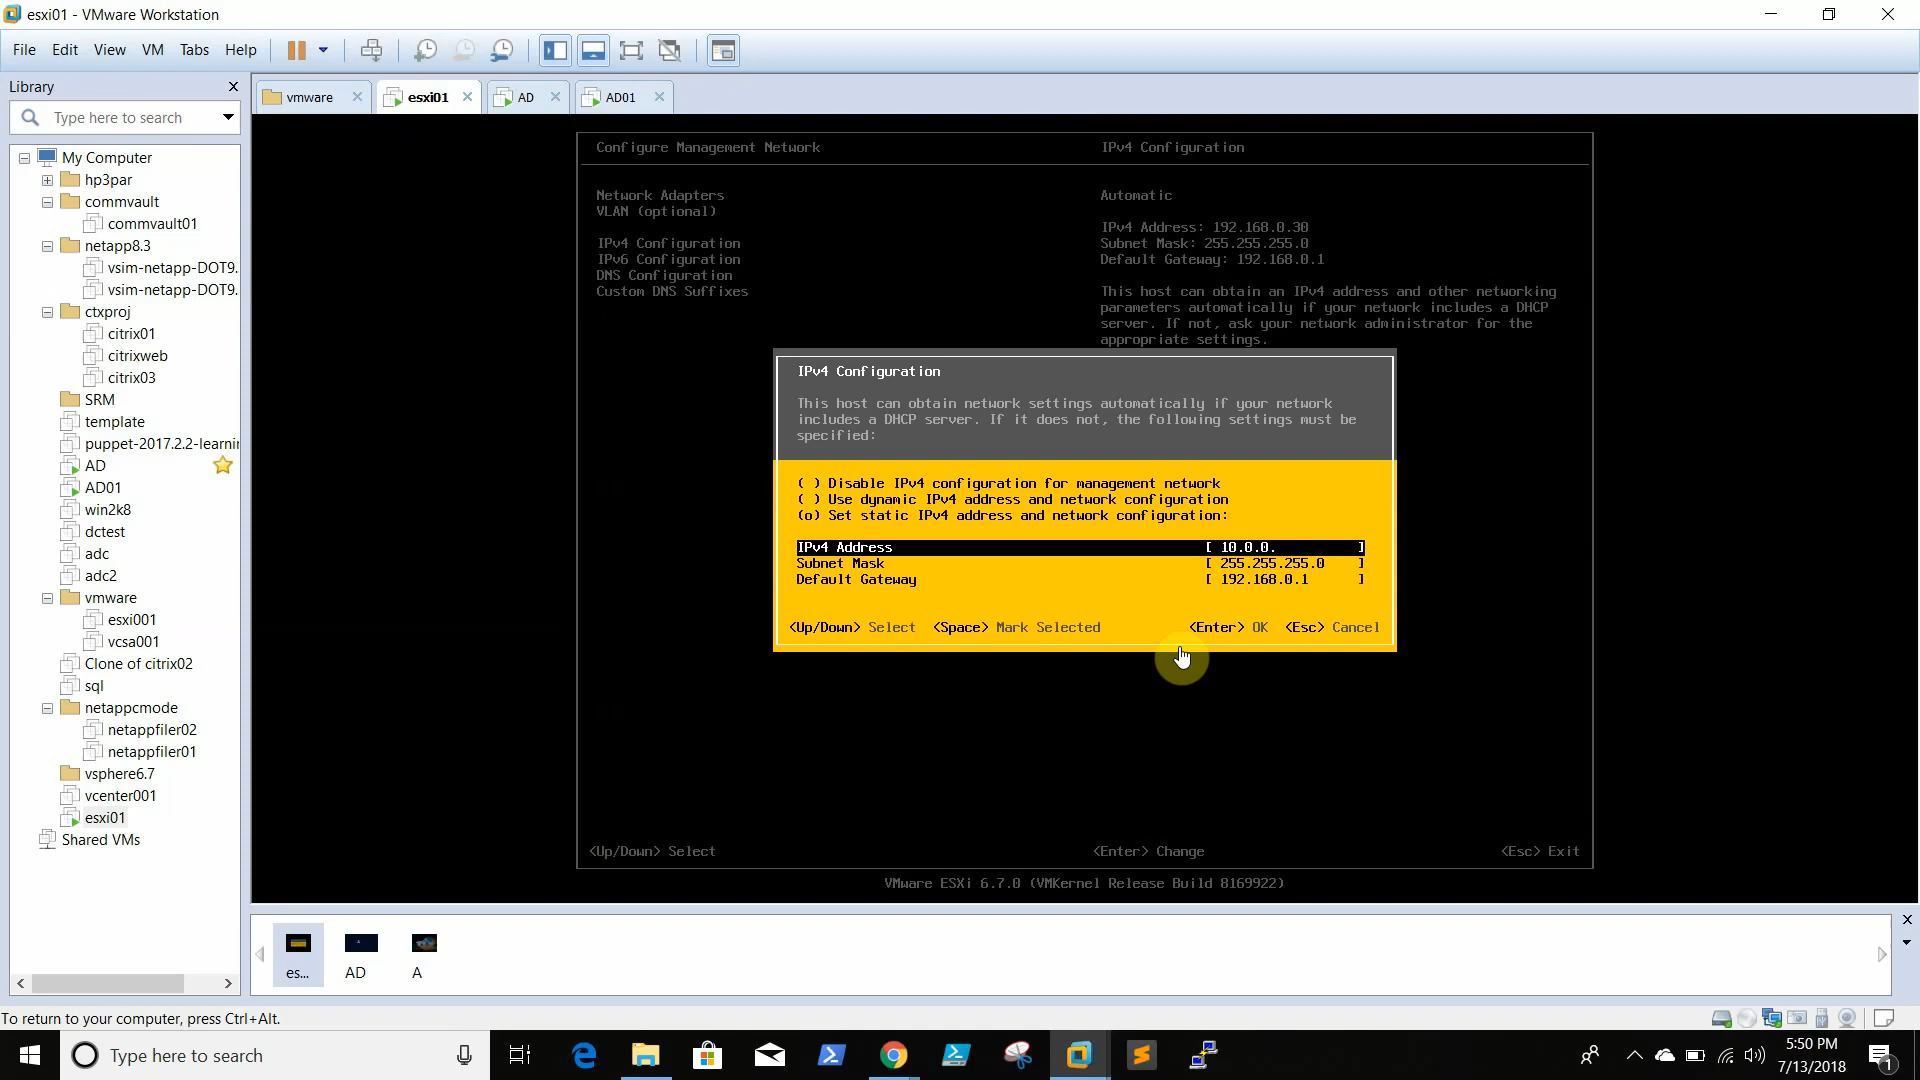 esxi01 - VMware Workstation
File Edit View VM Tabs Help
Library
Type here to search
My Computer
hp3par
commvault
commvault01
netapp8.3
vsim-netapp-DOT9.
vsim-netapp-DOT9.
ctxproj
citrix01
citrixweb
citrix03
SRM
template
puppet-2017.2.2-learni
AD
AD01
win2k8
dctest
adc
adc2
vmware
esxi001
vcsa001
Clone of citrix02
sql
netappcmode
netappfiler02
netappfiler01
vsphere6.7
vcenter001
esxi01
Shared VMs
vmware esxi01 AD AD01
Configure Management Network
IPv4 Configuration
Network Adapters
VLAN (optional)
IPv4 Configuration
IPv6 Configuration
DNS Configuration
Custom DNS Suffixes
Automatic
IPv4 Address: 192.168.0.30
Subnet Mask: 255.255.255.0
Default Gateway: 192.168.0.1
This host can obtain an IPv4 address and other networking
parameters automatically if your network includes a DHCP
server. If not, ask your network administrator for the
appropriate settings.
IPv4 Configuration
This host can obtain network settings automatically if your network
includes a DHCP server. If it does not, the following settings must be
specified:
( ) Disable IPv4 configuration for management network
( ) Use dynamic IPv4 address and network configuration
(o) Set static IPv4 address and network configuration:
IPv4 Address [ 10.0.0. ]
Subnet Mask [ 255.255.255.0 ]
Default Gateway [ 192.168.0.1 ]
<Up/Down> Select <Space> Mark Selected <Enter> OK <Esc> Cancel
<Up/Down> Select <Enter> Change <Esc> Exit
VMware ESXi 6.7.0 (VMKernel Release Build 8169922)
es... AD A
To return to your computer, press Ctrl+Alt.
Type here to search
5:50 PM
7/13/2018
1